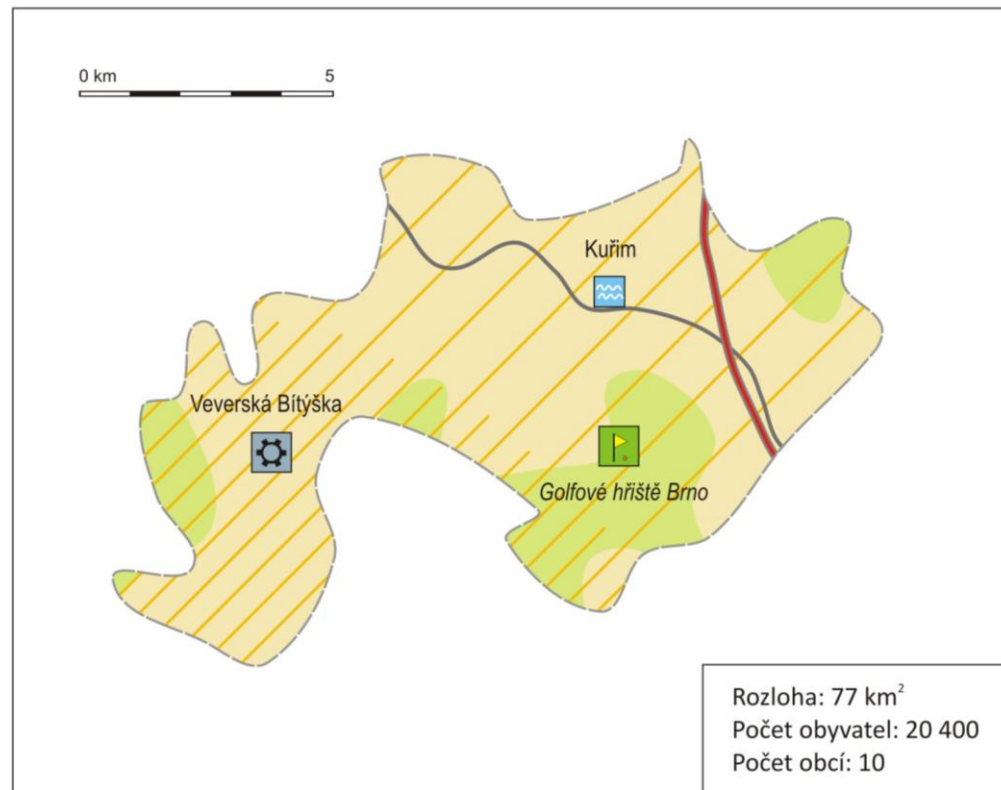 0 km 5
Kuřim
Veverská Bítýška
Golfové hřiště Brno
Rozloha: 77 km²
Počet obyvatel: 20 400
Počet obcí: 10